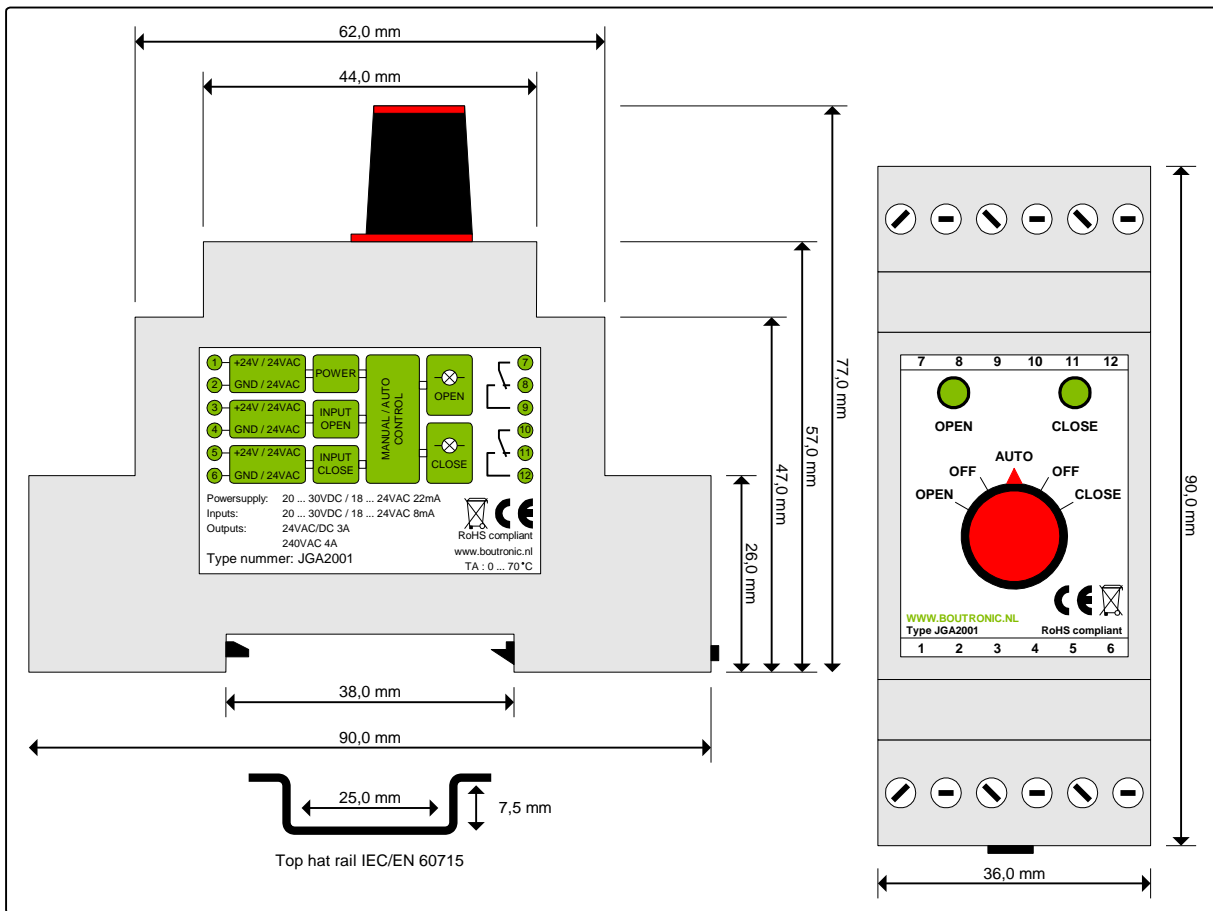 62,0 mm
44,0 mm
1 +24V / 24VAC
2 GND / 24VAC
3 +24V / 24VAC
4 GND / 24VAC
5 +24V / 24VAC
6 GND / 24VAC
POWER
INPUT
OPEN
INPUT
CLOSE
MANUAL / AUTO
CONTROL
OPEN
CLOSE
7
8
9
10
11
12
Powersupply: 20 ... 30VDC / 18 ... 24VAC 22mA
Inputs: 20 ... 30VDC / 18 ... 24VAC 8mA
Outputs: 24VAC/DC 3A
240VAC 4A
Type nummer: JGA2001
CE
RoHS compliant
www.boutronic.nl
TA : 0 ... 70°C
26,0 mm
47,0 mm
57,0 mm
77,0 mm
38,0 mm
90,0 mm
25,0 mm
7,5 mm
Top hat rail IEC/EN 60715
7 8 9 10 11 12
OPEN CLOSE
AUTO
OFF OFF
OPEN CLOSE
CE
WWW.BOUTRONIC.NL
Type JGA2001 RoHS compliant
1 2 3 4 5 6
90,0 mm
36,0 mm